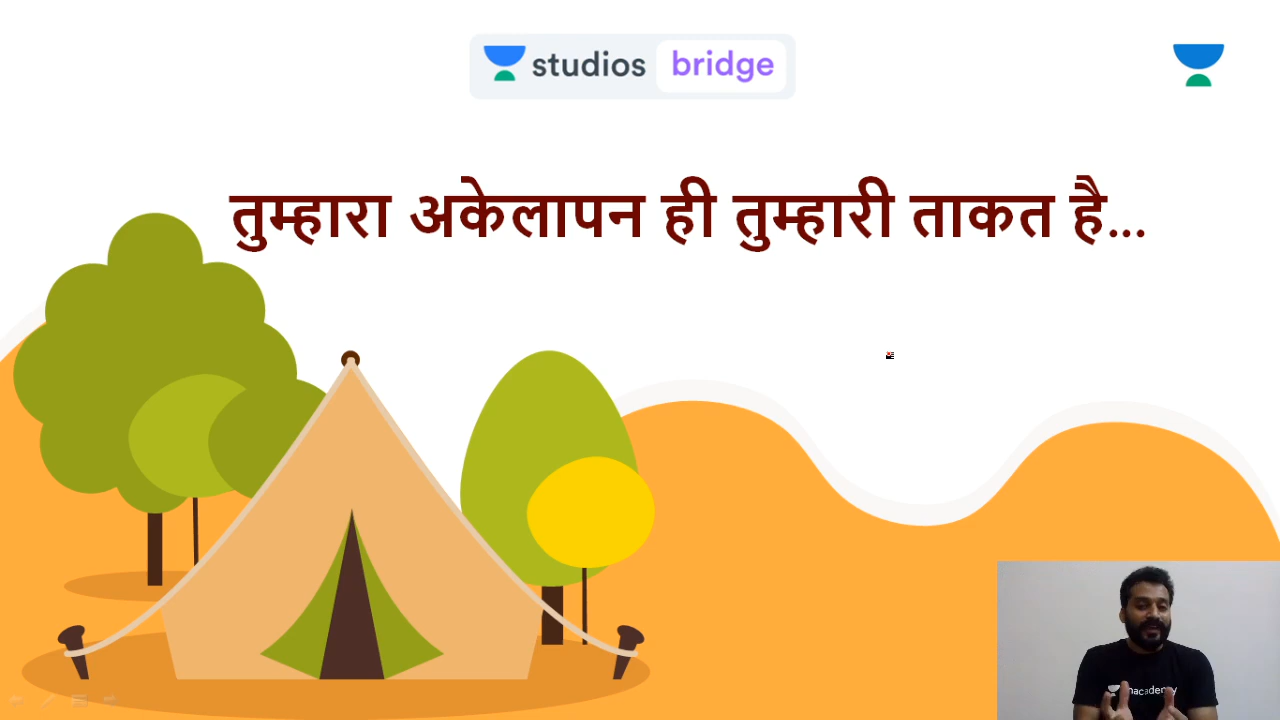 studios bridge
तुम्हारा अकेलापन ही तुम्हारी ताकत है...